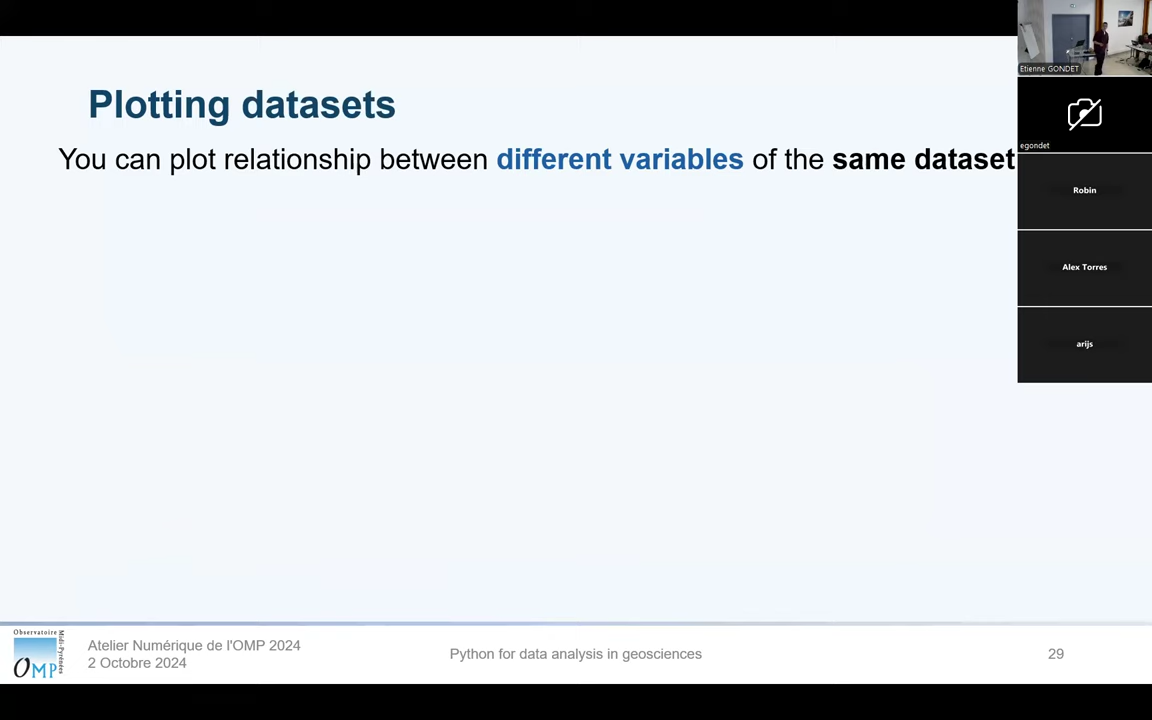 Plotting datasets
You can plot relationship between different variables of the same dataset
Etienne GONDET
egondet
Robin
Alex Torres
arijs
Observatoire
Midi-Pyrénées
OMP
Atelier Numérique de l'OMP 2024
2 Octobre 2024
Python for data analysis in geosciences
29